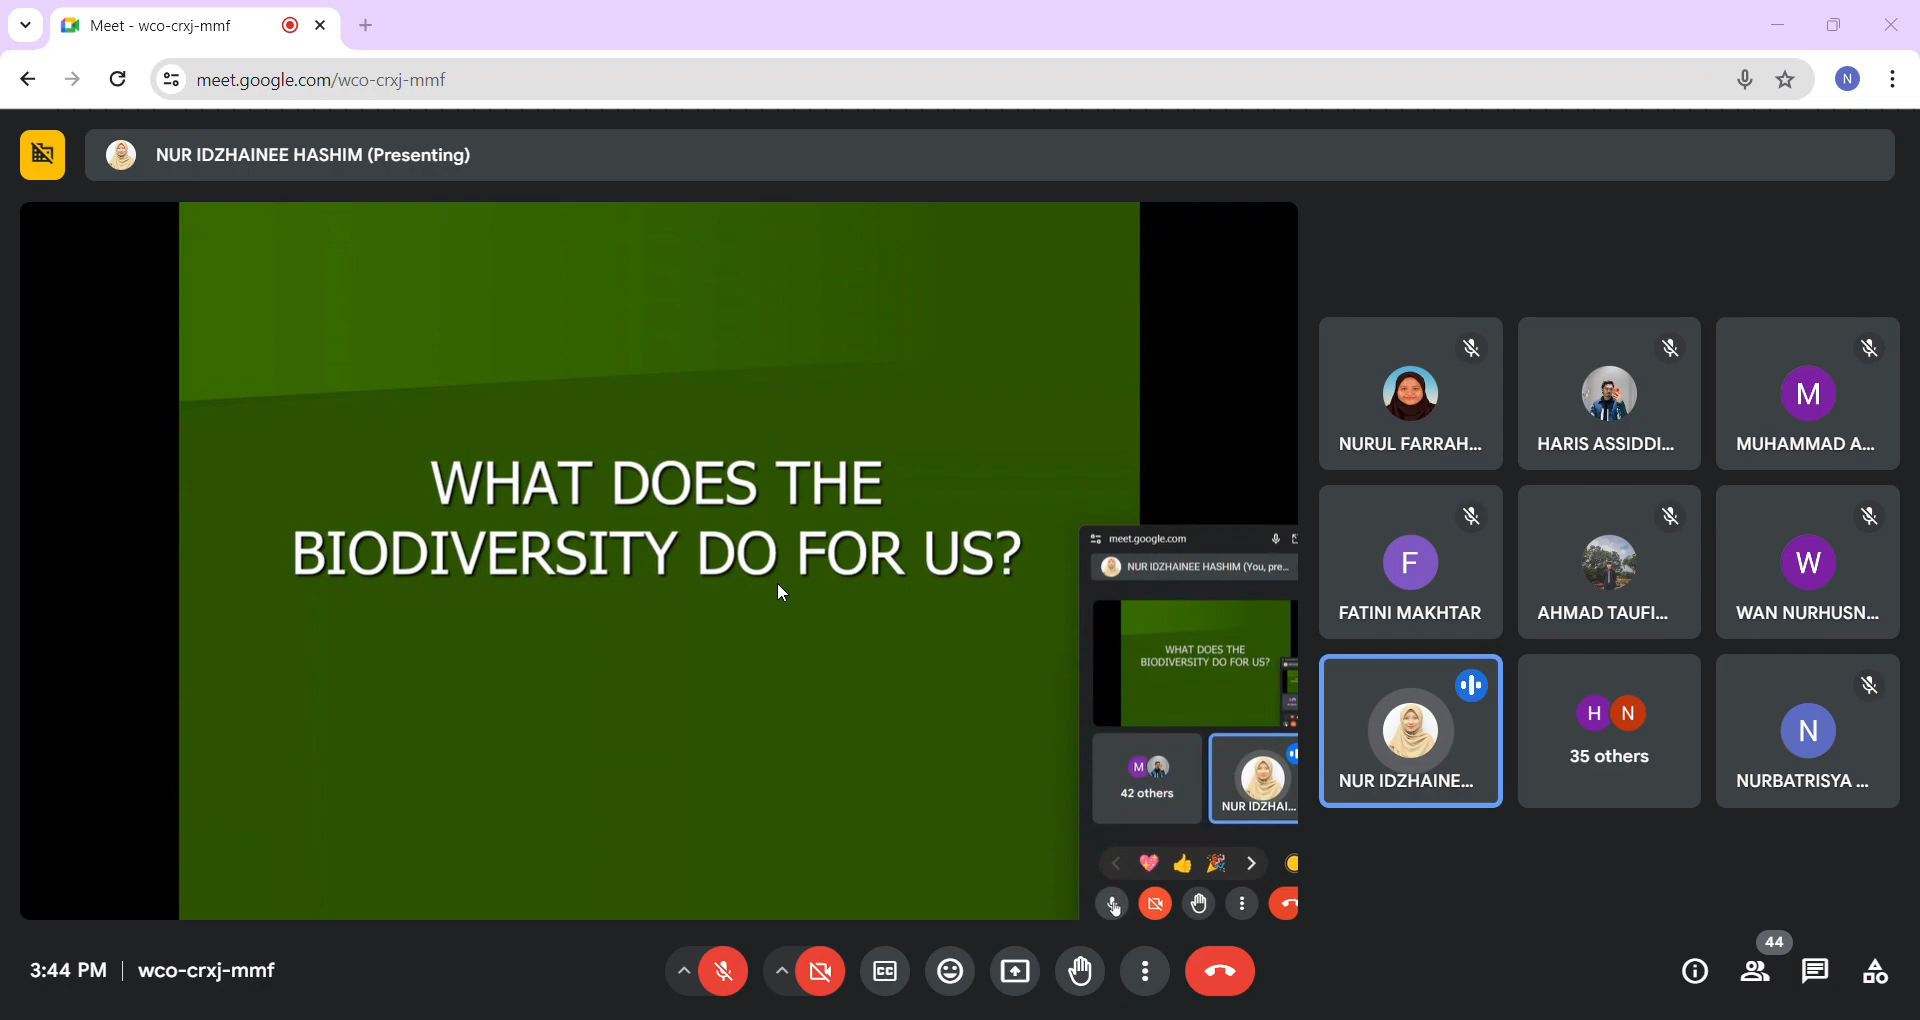 Meet - wco-crxj-mmf
meet.google.com/wco-crxj-mmf
N
NUR IDZHAINEE HASHIM (Presenting)
WHAT DOES THE
BIODIVERSITY DO FOR US?
meet.google.com
NUR IDZHAINEE HASHIM (You, pre...
WHAT DOES THE
BIODIVERSITY DO FOR US?
M
42 others
NUR IDZHAI...
NURUL FARRAH...
HARIS ASSIDDI...
M
MUHAMMAD A...
F
FATINI MAKHTAR
AHMAD TAUFI...
W
WAN NURHUSN...
NUR IDZHAINE...
H N
35 others
N
NURBATRISYA ...
3:44 PM | wco-crxj-mmf
44